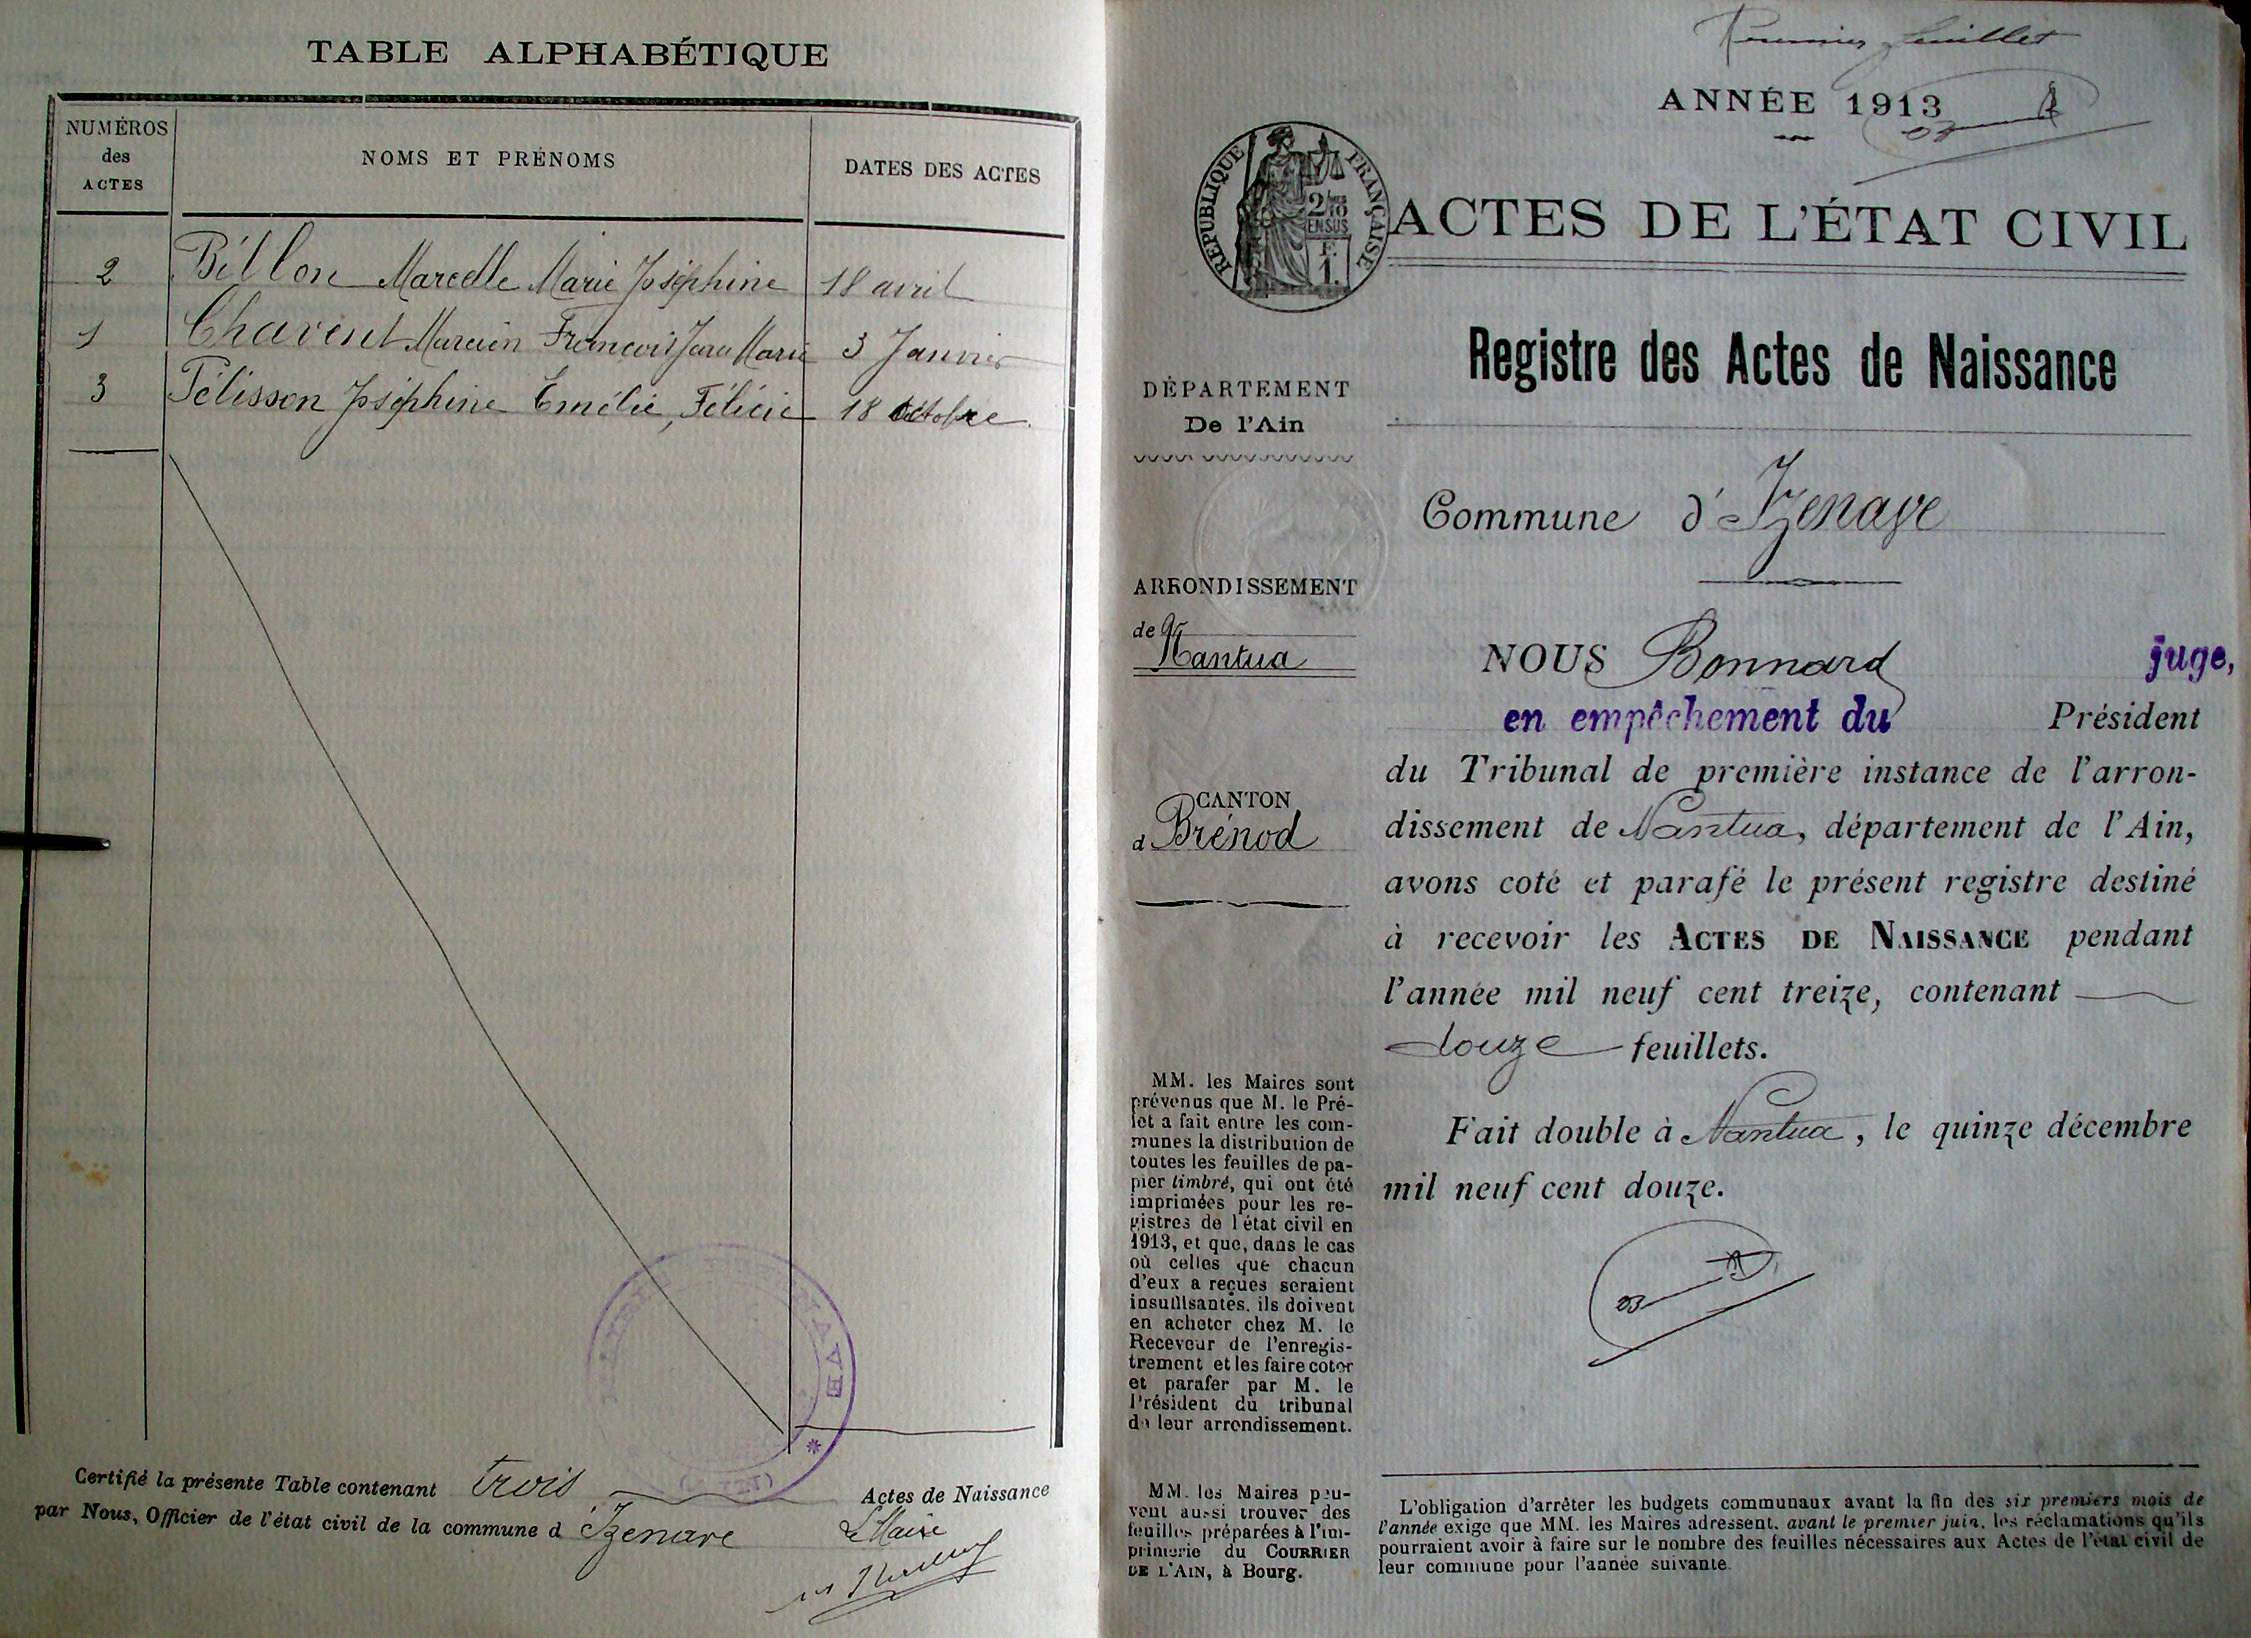 TABLE ALPHABÉTIQUE
NUMÉROS des ACTES
NOMS ET PRÉNOMS
DATES DES ACTES
2 Billon Marcelle Marie Joséphine 18 avril
1 Chavent François Jean Marie 3 Janvier
3 Pélisson Joséphine Emélie, Félicie 18 octobre
Certifié la présente Table contenant trois Actes de Naissance
par Nous, Officier de l'état civil de la commune d'Izenave
Le Maire
Premier feuillet
ANNÉE 1913
RÉPUBLIQUE FRANÇAISE
2/10 EN SUS
F. 1.
ACTES DE L'ÉTAT CIVIL
Registre des Actes de Naissance
DÉPARTEMENT
De l'Ain
Commune d'Izenave
ARRONDISSEMENT
de Nantua
CANTON
d Brénod
NOUS Bonnard juge,
en empêchement du Président
du Tribunal de première instance de l'arron-
dissement de Nantua, département de l'Ain,
avons coté et parafé le présent registre destiné
à recevoir les ACTES DE NAISSANCE pendant
l'année mil neuf cent treize, contenant
douze feuillets.
Fait double à Nantua, le quinze décembre
mil neuf cent douze.
MM. les Maires sont
prévenus que M. le Pré-
fet a fait entre les com-
munes la distribution de
toutes les feuilles de pa-
pier timbré, qui ont été
imprimées pour les re-
gistres de l'état civil en
1913, et que, dans le cas
où celles que chacun
d'eux a reçues seraient
insuffisantes, ils doivent
en acheter chez M. le
Receveur de l'enregis-
trement et les faire coter
et parafer par M. le
Président du tribunal
de leur arrondissement.
MM. les Maires peu-
vent aussi trouver des
feuilles préparées à l'im-
primerie du COURRIER
DE L'AIN, à Bourg.
L'obligation d'arrêter les budgets communaux avant la fin des six premiers mois de
l'année exige que MM. les Maires adressent, avant le premier juin, les réclamations qu'ils
pourraient avoir à faire sur le nombre des feuilles nécessaires aux Actes de l'état civil de
leur commune pour l'année suivante.